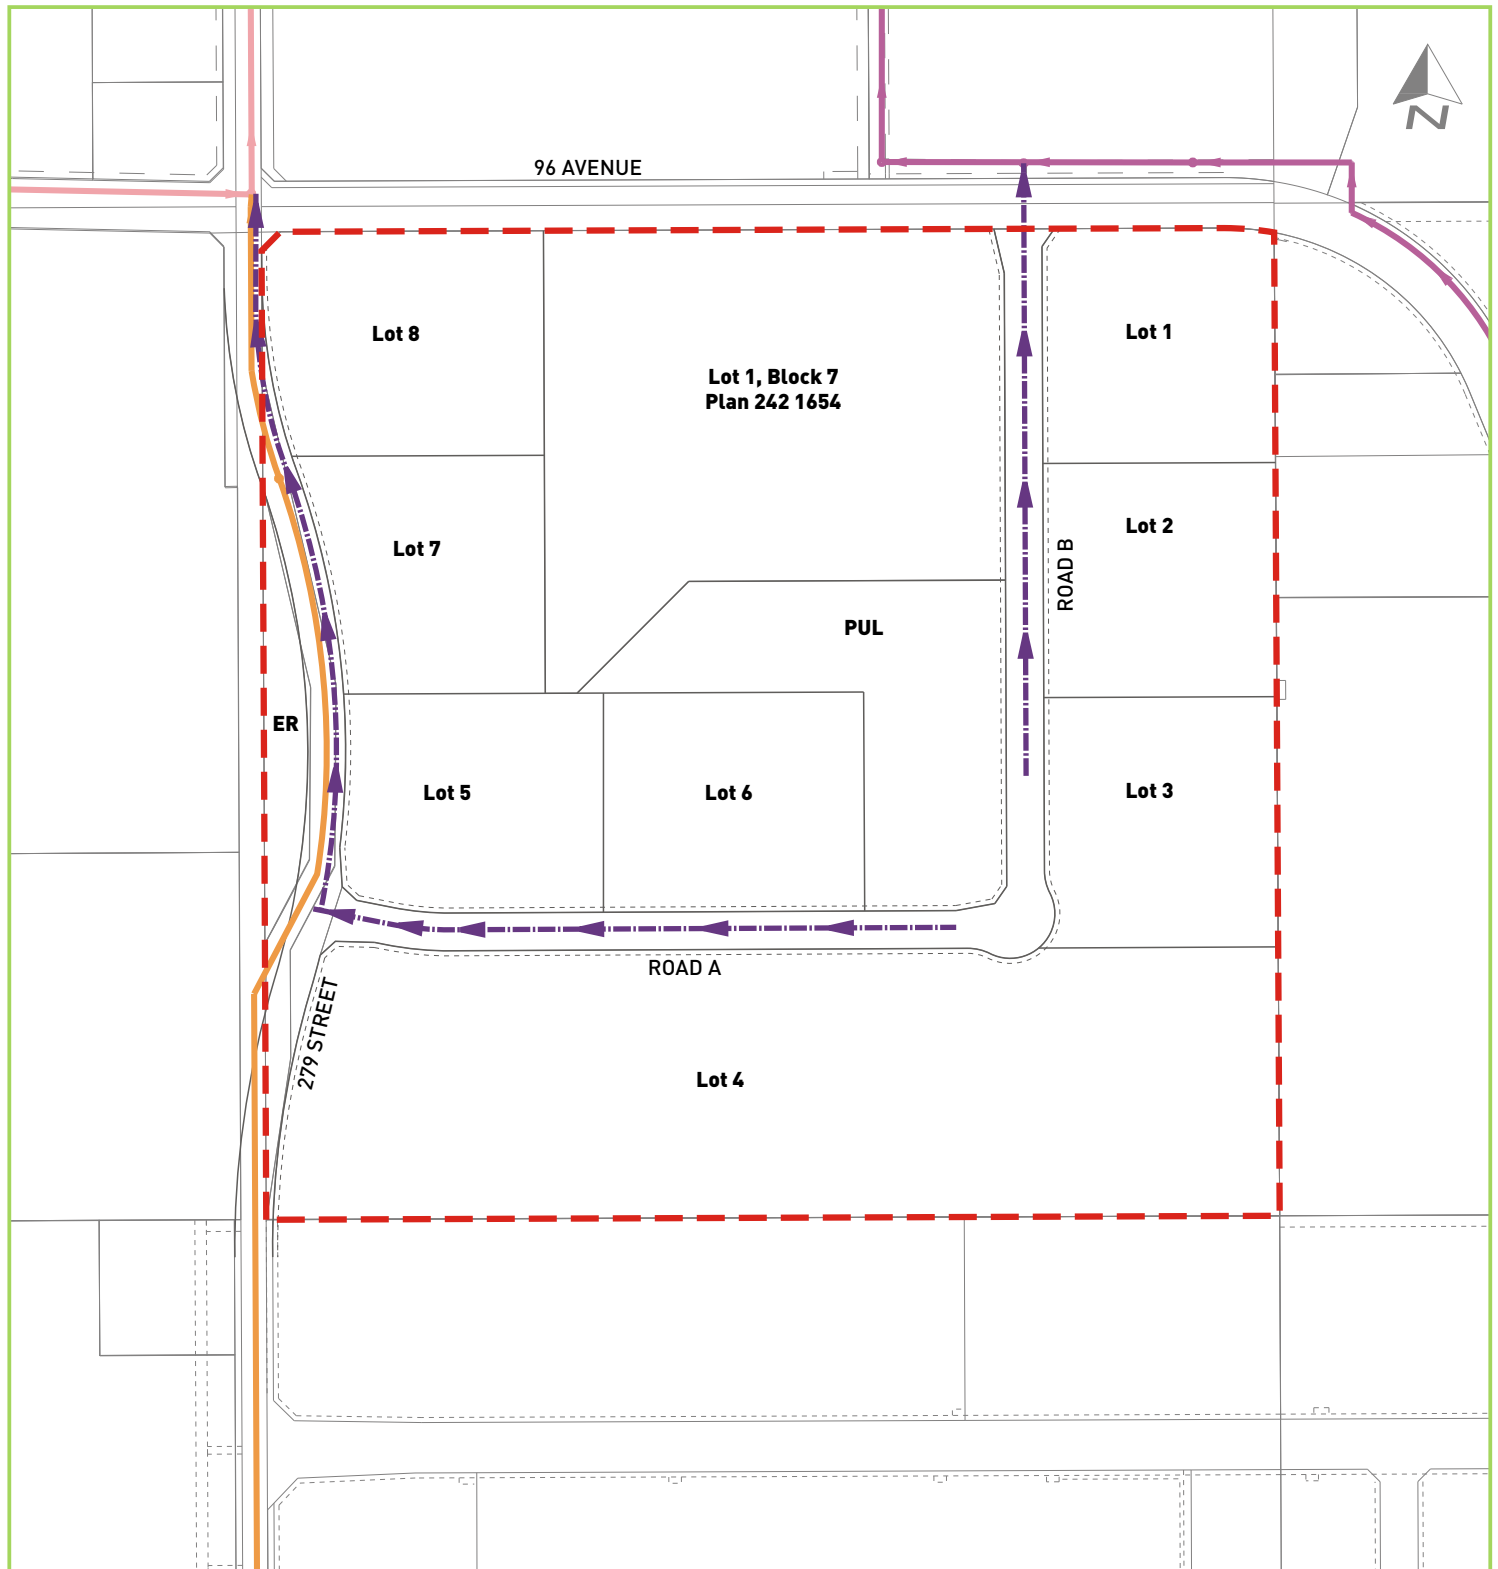 96 AVENUE
N
Lot 8
Lot 1
Lot 1, Block 7
Plan 242 1654
Lot 2
Lot 7
ROAD B
PUL
ER
Lot 5
Lot 6
Lot 3
ROAD A
279 STREET
Lot 4